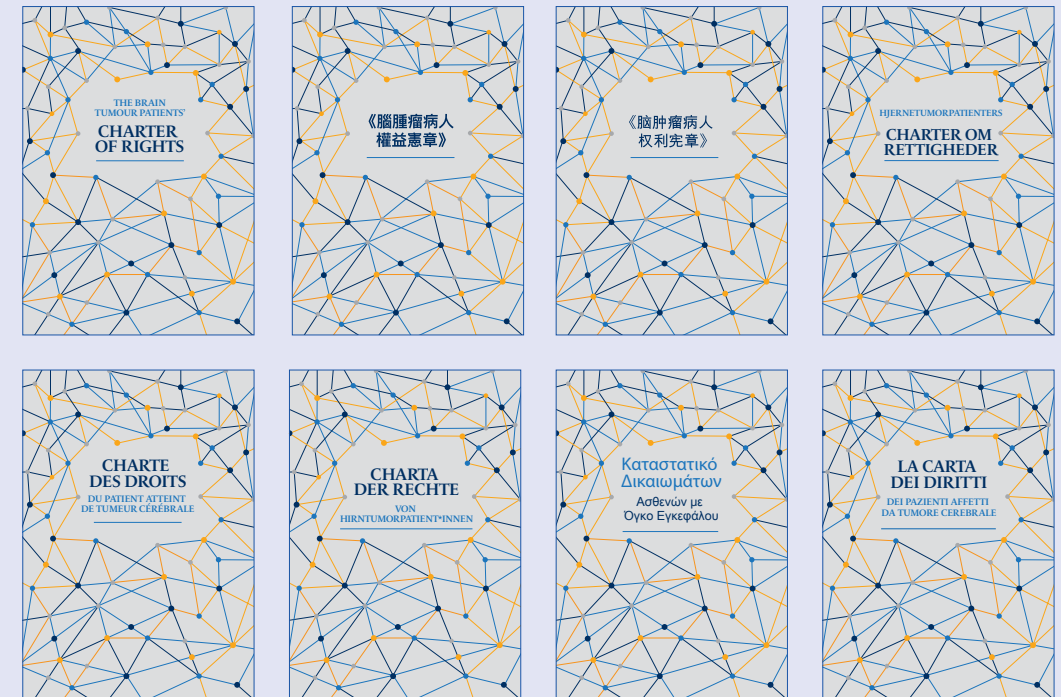 THE BRAIN
TUMOUR PATIENTS'
CHARTER
OF RIGHTS
《腦腫瘤病人
權益憲章》
《脑肿瘤病人
权利宪章》
HJERNETUMORPATIENTERS
CHARTER OM
RETTIGHEDER
CHARTE
DES DROITS
DU PATIENT ATTEINT
DE TUMEUR CÉRÉBRALE
CHARTA
DER RECHTE
VON
HIRNTUMORPATIENT*INNEN
Καταστατικό
Δικαιωμάτων
Ασθενών με
Όγκο Εγκεφάλου
LA CARTA
DEI DIRITTI
DEI PAZIENTI AFFETTI
DA TUMORE CEREBRALE